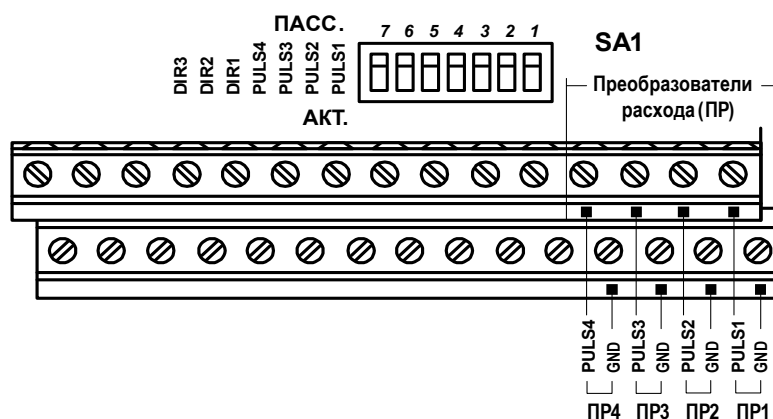 ПАСС.
7 6 5 4 3 2 1
SA1
DIR3
DIR2
DIR1
PULS4
PULS3
PULS2
PULS1
АКТ.
Преобразователи
расхода (ПР)
PULS4
GND
PULS3
GND
PULS2
GND
PULS1
GND
ПР4 ПР3 ПР2 ПР1